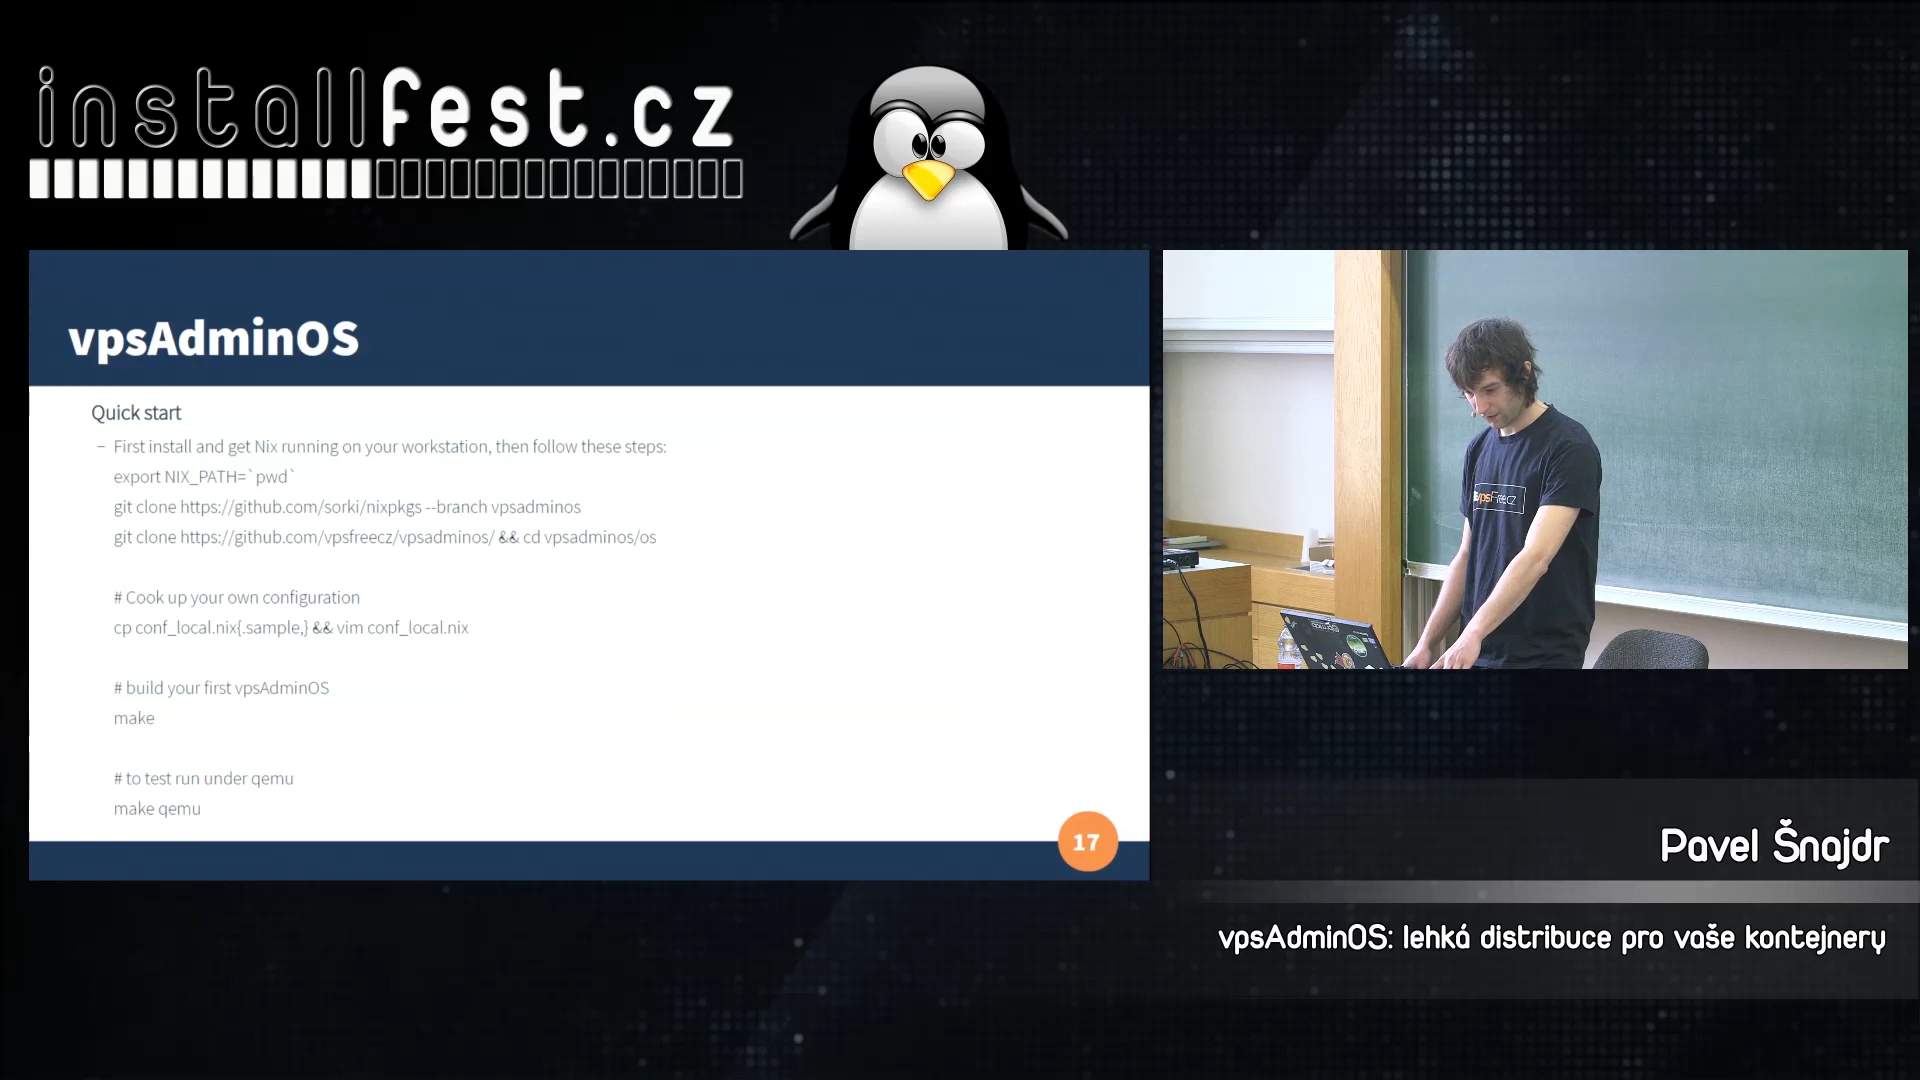 installfest.cz
vpsAdminOS
Quick start
– First install and get Nix running on your workstation, then follow these steps:
export NIX_PATH=`pwd`
git clone https://github.com/sorki/nixpkgs --branch vpsadminos
git clone https://github.com/vpsfreecz/vpsadminos/ && cd vpsadminos/os
# Cook up your own configuration
cp conf_local.nix{.sample,} && vim conf_local.nix
# build your first vpsAdminOS
make
# to test run under qemu
make qemu
17
vpsFree.cz
Pavel Šnajdr
vpsAdminOS: lehká distribuce pro vaše kontejnery